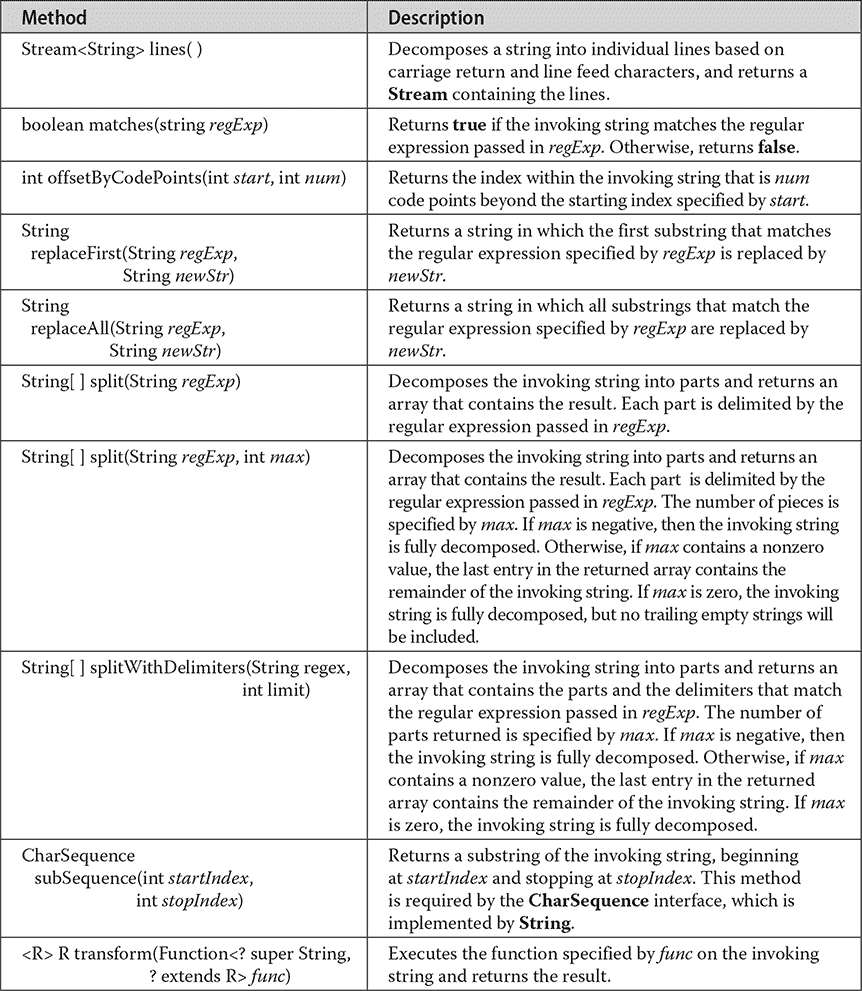 Method Description
Stream<String> lines( )
Decomposes a string into individual lines based on
carriage return and line feed characters, and returns a
Stream containing the lines.
boolean matches(string regExp)
Returns true if the invoking string matches the regular
expression passed in regExp. Otherwise, returns false.
int offsetByCodePoints(int start, int num)
Returns the index within the invoking string that is num
code points beyond the starting index specified by start.
String
replaceFirst(String regExp,
String newStr)
Returns a string in which the first substring that matches
the regular expression specified by regExp is replaced by
newStr.
String
replaceAll(String regExp,
String newStr)
Returns a string in which all substrings that match the
regular expression specified by regExp are replaced by
newStr.
String[ ] split(String regExp)
Decomposes the invoking string into parts and returns an
array that contains the result. Each part is delimited by the
regular expression passed in regExp.
String[ ] split(String regExp, int max)
Decomposes the invoking string into parts and returns an
array that contains the result. Each part is delimited by the
regular expression passed in regExp. The number of pieces is
specified by max. If max is negative, then the invoking string
is fully decomposed. Otherwise, if max contains a nonzero
value, the last entry in the returned array contains the
remainder of the invoking string. If max is zero, the invoking
string is fully decomposed, but no trailing empty strings will
be included.
String[ ] splitWithDelimiters(String regex,
int limit)
Decomposes the invoking string into parts and returns an
array that contains the parts and the delimiters that match
the regular expression passed in regExp. The number of
parts returned is specified by max. If max is negative, then
the invoking string is fully decomposed. Otherwise, if max
contains a nonzero value, the last entry in the returned
array contains the remainder of the invoking string. If max
is zero, the invoking string is fully decomposed.
CharSequence
subSequence(int startIndex,
int stopIndex)
Returns a substring of the invoking string, beginning
at startIndex and stopping at stopIndex. This method
is required by the CharSequence interface, which is
implemented by String.
<R> R transform(Function<? super String,
? extends R> func)
Executes the function specified by func on the invoking
string and returns the result.